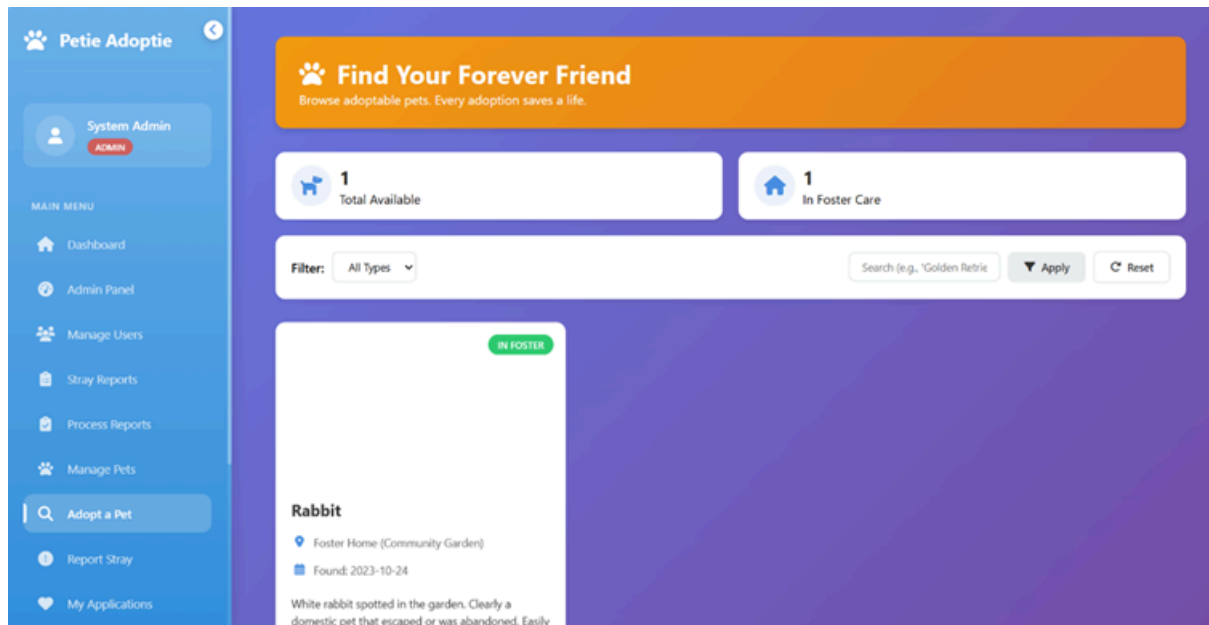 Petie Adoptie
System Admin
ADMIN
MAIN MENU
Dashboard
Admin Panel
Manage Users
Stray Reports
Process Reports
Manage Pets
Adopt a Pet
Report Stray
My Applications
Find Your Forever Friend
Browse adoptable pets. Every adoption saves a life.
1
Total Available
1
In Foster Care
Filter:
All Types
Search (e.g., 'Golden Retrie
Apply
Reset
IN FOSTER
Rabbit
Foster Home (Community Garden)
Found: 2023-10-24
White rabbit spotted in the garden. Clearly a
domestic pet that escaped or was abandoned. Easily